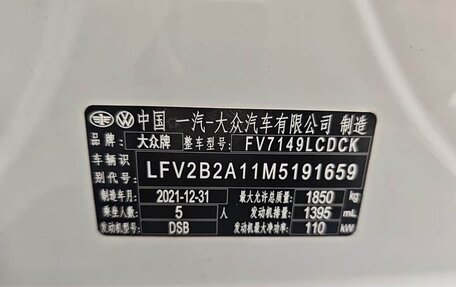 中国 一汽-大众汽车有限公司 制造
品牌: 大众牌 整车型号: FV7149LCDCK
车辆识别代号: LFV2B2A11M5191659
制造年月: 2021-12-31 最大允许总质量: 1850 kg
乘坐人数: 5 人 发动机排量: 1395 mL
发动机型号: DSB 发动机最大净功率: 110 kW